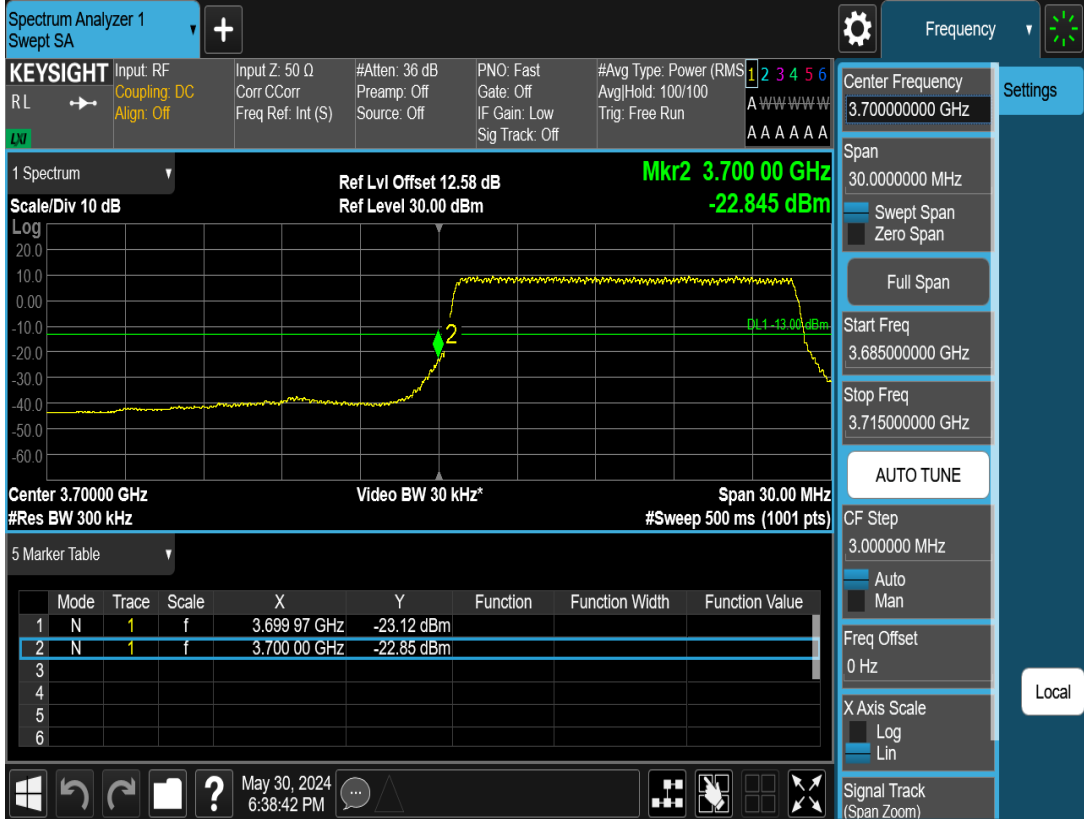 Spectrum Analyzer 1
Swept SA
+
Frequency
KEYSIGHT
RL
LXI
Input: RF
Coupling: DC
Align: Off
Input Z: 50 Ω
Corr CCorr
Freq Ref: Int (S)
#Atten: 36 dB
Preamp: Off
Source: Off
PNO: Fast
Gate: Off
IF Gain: Low
Sig Track: Off
#Avg Type: Power (RMS
Avg|Hold: 100/100
Trig: Free Run
1 2 3 4 5 6
A W W W W W
A A A A A A
1 Spectrum
Scale/Div 10 dB
Ref Lvl Offset 12.58 dB
Ref Level 30.00 dBm
Mkr2 3.700 00 GHz
-22.845 dBm
Log
20.0
10.0
0.00
-10.0
-20.0
-30.0
-40.0
-50.0
-60.0
2
DL1 -13.00 dBm
Center 3.70000 GHz
Video BW 30 kHz*
Span 30.00 MHz
#Res BW 300 kHz
#Sweep 500 ms (1001 pts)
5 Marker Table
Mode Trace Scale X Y Function Function Width Function Value
1 N 1 f 3.699 97 GHz -23.12 dBm
2 N 1 f 3.700 00 GHz -22.85 dBm
3
4
5
6
?
May 30, 2024
6:38:42 PM
Center Frequency
3.700000000 GHz
Settings
Span
30.0000000 MHz
Swept Span
Zero Span
Full Span
Start Freq
3.685000000 GHz
Stop Freq
3.715000000 GHz
AUTO TUNE
CF Step
3.000000 MHz
Auto
Man
Freq Offset
0 Hz
Local
X Axis Scale
Log
Lin
Signal Track
(Span Zoom)